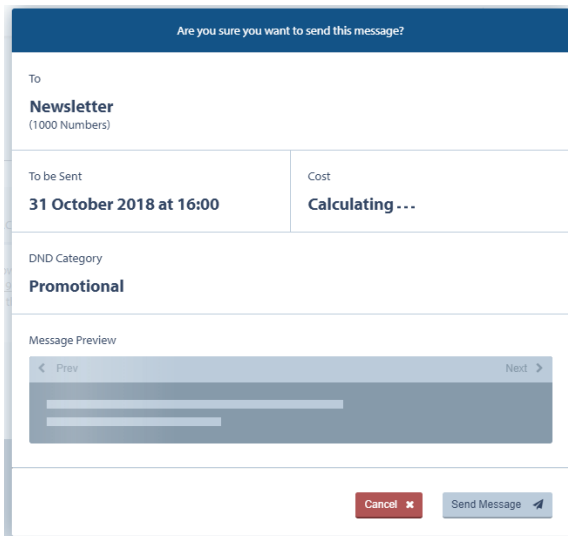 Are you sure you want to send this message?
To
Newsletter
(1000 Numbers)
To be Sent
31 October 2018 at 16:00
Cost
Calculating - - -
DND Category
Promotional
Message Preview
Prev
Next
Cancel
Send Message